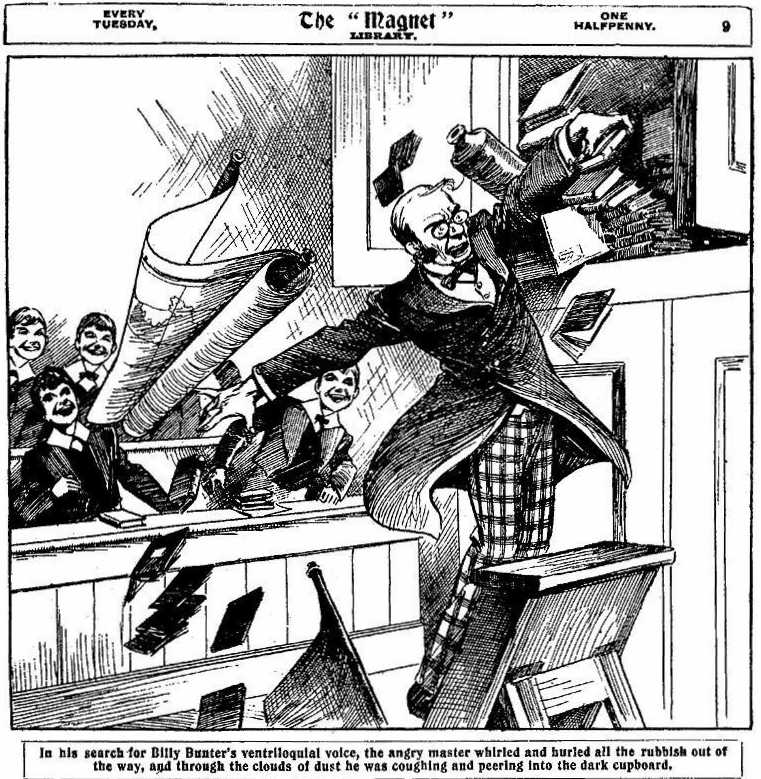 EVERY
TUESDAY,
The "Magnet"
LIBRARY.
ONE
HALFPENNY.
9
In his search for Billy Bunter's ventriloquial voice, the angry master whirled and hurled all the rubbish out of
the way, and through the clouds of dust he was coughing and peering into the dark cupboard.